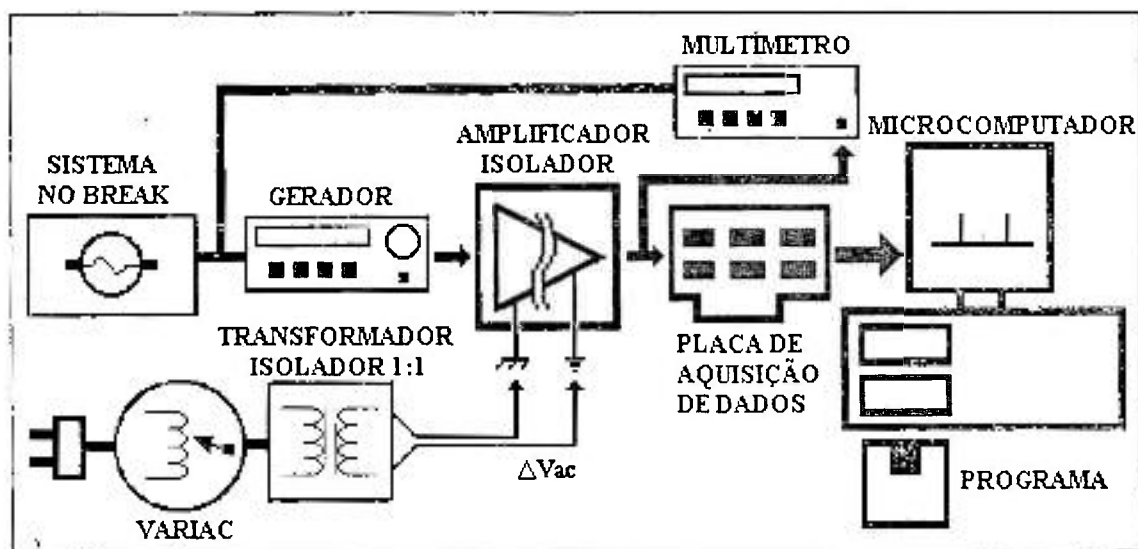 MULTÍMETRO
MICROCOMPUTADOR
AMPLIFICADOR
ISOLADOR
SISTEMA
NO BREAK
GERADOR
TRANSFORMADOR
ISOLADOR 1:1
PLACA DE
AQUISIÇÃO
DE DADOS
ΔVac
VARIAC
PROGRAMA